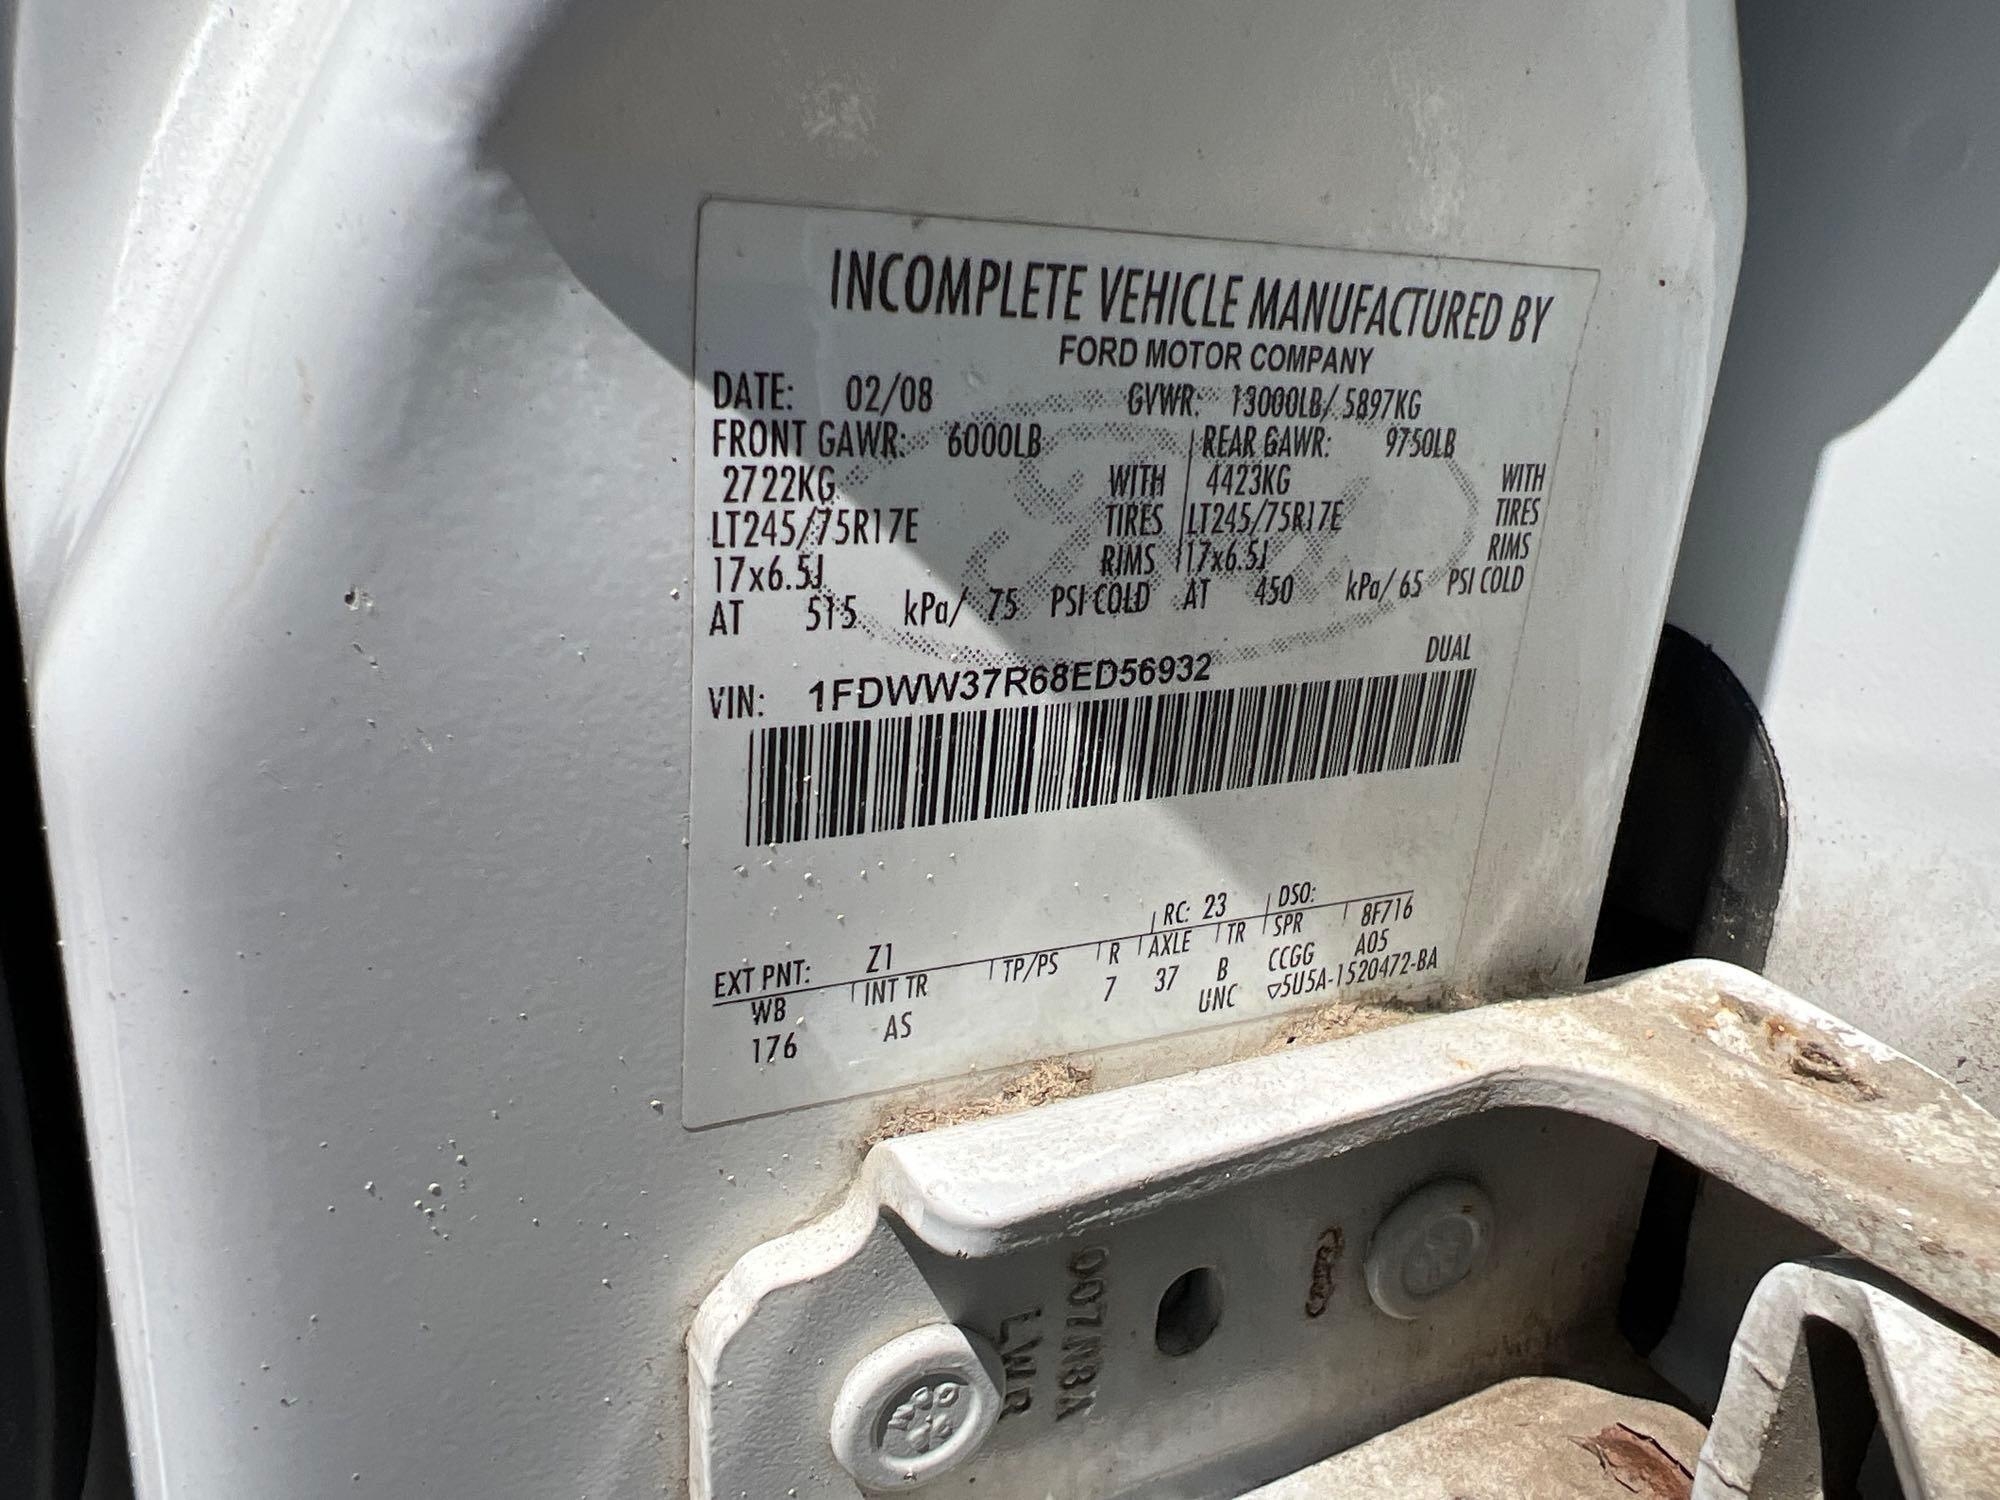 INCOMPLETE VEHICLE MANUFACTURED BY
FORD MOTOR COMPANY
DATE: 02/08 GVWR: 13000LB/ 5897KG
FRONT GAWR: 6000LB REAR GAWR: 9750LB
2722KG WITH 4423KG WITH
LT245/75R17E TIRES LT245/75R17E TIRES
17x6.5J RIMS 17x6.5J RIMS
AT 515 kPa/ 75 PSI COLD AT 450 kPa/ 65 PSI COLD
DUAL
VIN: 1FDWW37R68ED56932
EXT PNT: Z1 RC: 23 DSO:
WB INT TR TP/PS R AXLE TR SPR 8F716
176 AS 7 37 B CCGG A05
UNC ▽5U5A-1520472-BA
LWR